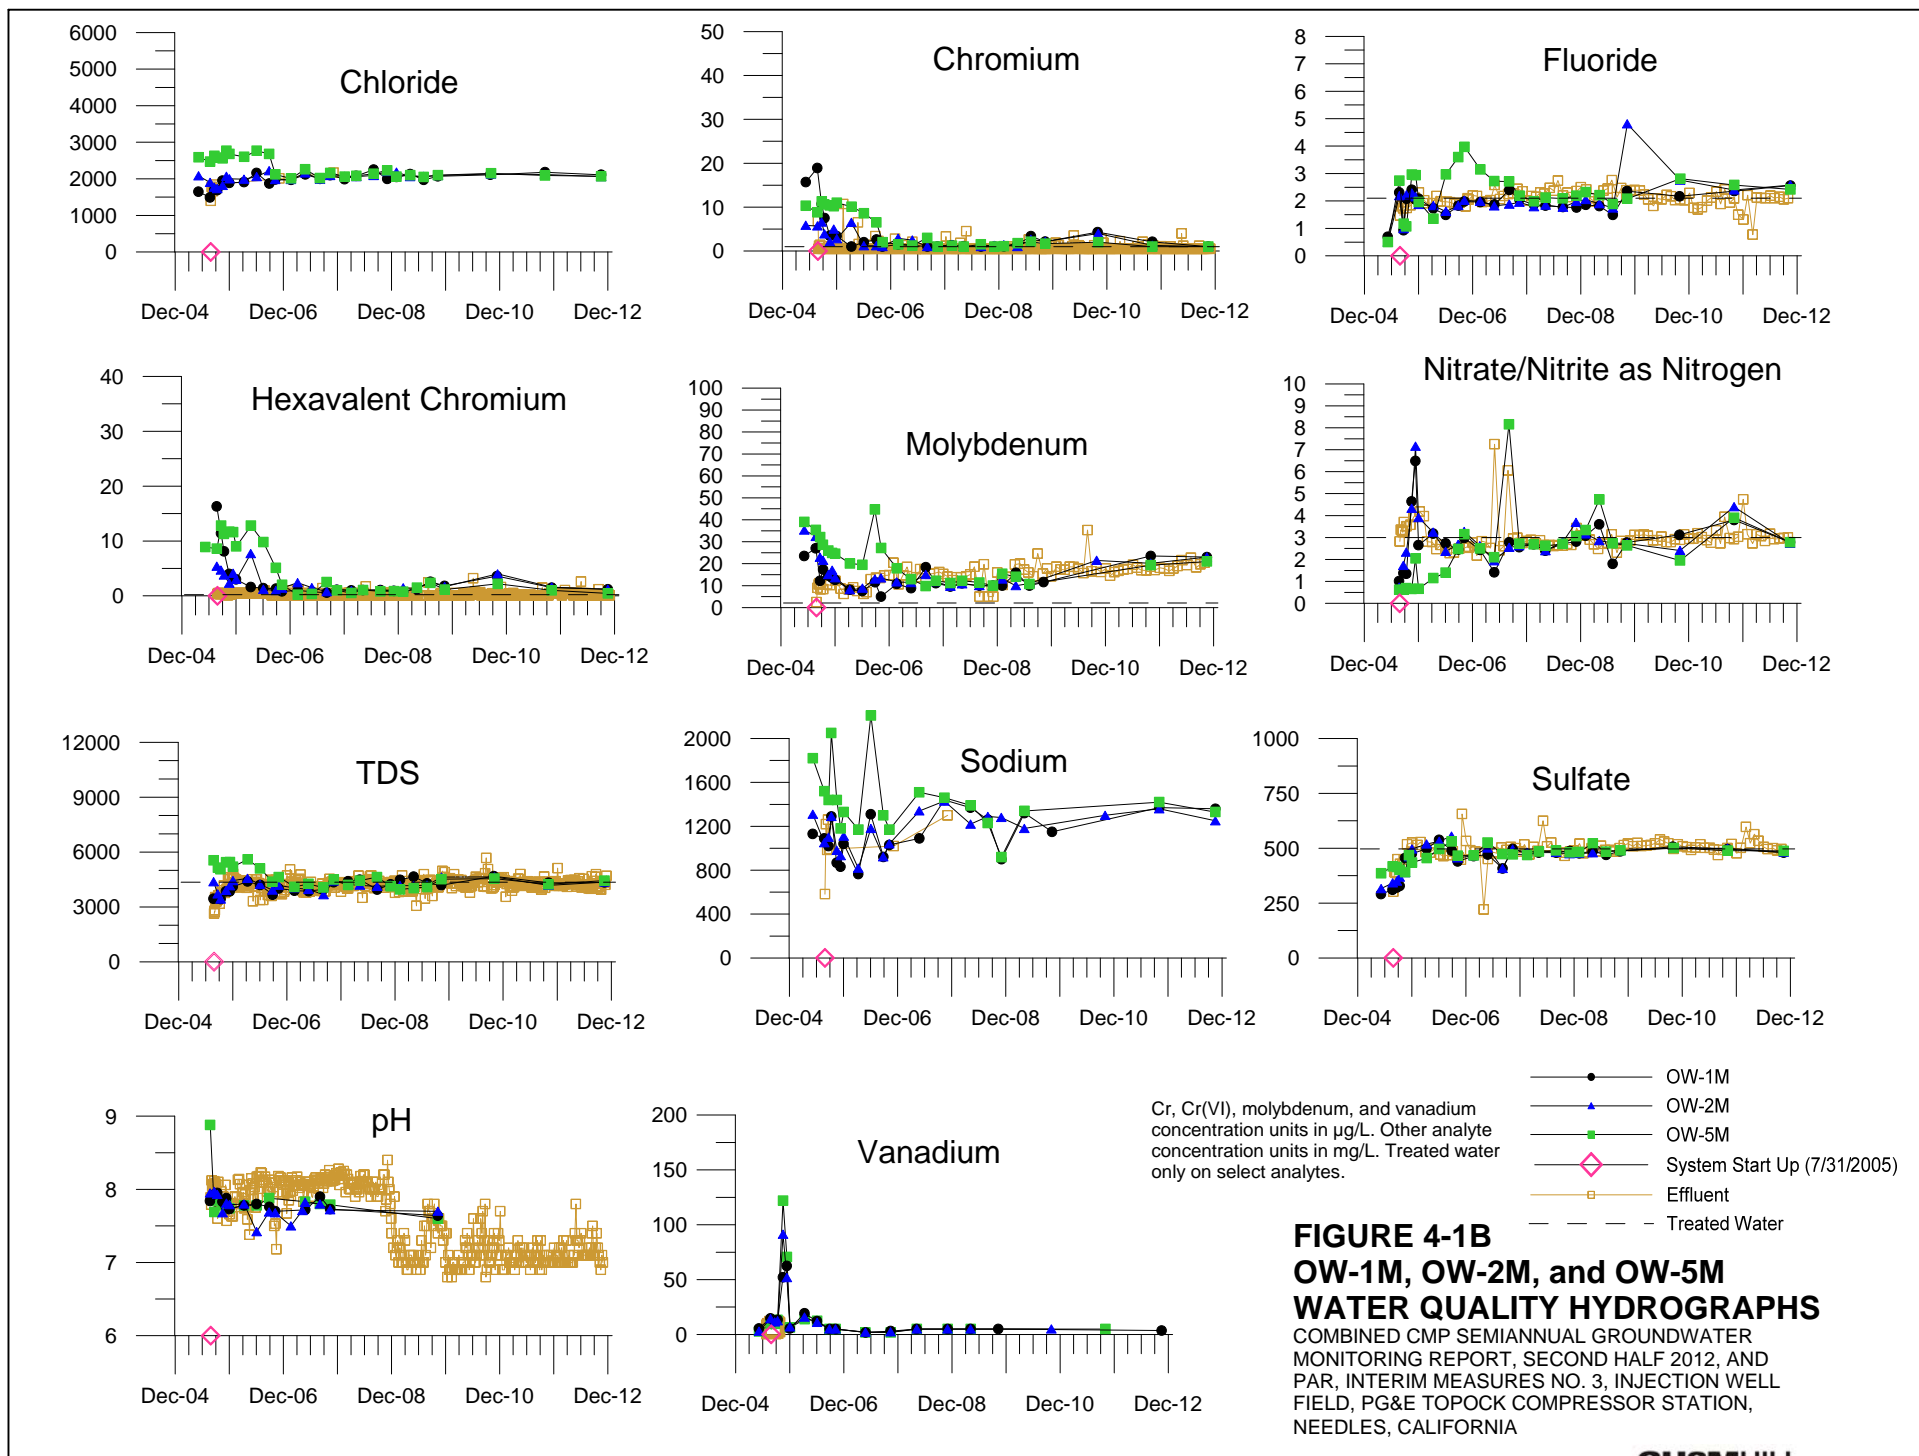 Chloride
6000
5000
4000
3000
2000
1000
0
Dec-04 Dec-06 Dec-08 Dec-10 Dec-12
Chromium
50
40
30
20
10
0
Dec-04 Dec-06 Dec-08 Dec-10 Dec-12
Fluoride
8
7
6
5
4
3
2
1
0
Dec-04 Dec-06 Dec-08 Dec-10 Dec-12
Hexavalent Chromium
40
30
20
10
0
Dec-04 Dec-06 Dec-08 Dec-10 Dec-12
Molybdenum
100
90
80
70
60
50
40
30
20
10
0
Dec-04 Dec-06 Dec-08 Dec-10 Dec-12
Nitrate/Nitrite as Nitrogen
10
9
8
7
6
5
4
3
2
1
0
Dec-04 Dec-06 Dec-08 Dec-10 Dec-12
TDS
12000
9000
6000
3000
0
Dec-04 Dec-06 Dec-08 Dec-10 Dec-12
Sodium
2000
1600
1200
800
400
0
Dec-04 Dec-06 Dec-08 Dec-10 Dec-12
Sulfate
1000
750
500
250
0
Dec-04 Dec-06 Dec-08 Dec-10 Dec-12
pH
9
8
7
6
Dec-04 Dec-06 Dec-08 Dec-10 Dec-12
Vanadium
200
150
100
50
0
Dec-04 Dec-06 Dec-08 Dec-10 Dec-12
Cr, Cr(VI), molybdenum, and vanadium
concentration units in µg/L. Other analyte
concentration units in mg/L. Treated water
only on select analytes.
OW-1M
OW-2M
OW-5M
System Start Up (7/31/2005)
Effluent
Treated Water
FIGURE 4-1B
OW-1M, OW-2M, and OW-5M
WATER QUALITY HYDROGRAPHS
COMBINED CMP SEMIANNUAL GROUNDWATER
MONITORING REPORT, SECOND HALF 2012, AND
PAR, INTERIM MEASURES NO. 3, INJECTION WELL
FIELD, PG&E TOPOCK COMPRESSOR STATION,
NEEDLES, CALIFORNIA